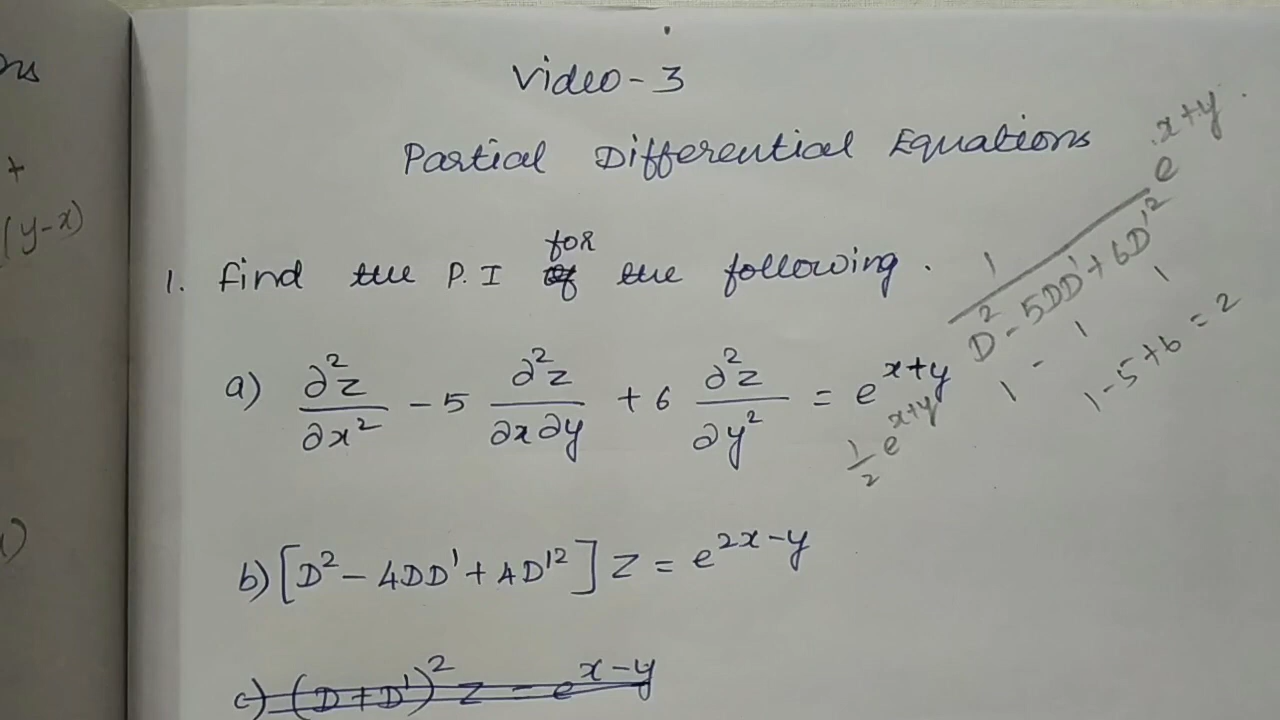 Video - 3
Partial Differential Equations
1. Find the P.I for the following.
a) ∂²z/∂x² - 5 ∂²z/∂x∂y + 6 ∂²z/∂y² = e^(x+y)
1/(D² - 5DD' + 6D'²) e^(x+y)
1 - 1 1
1 - 5 + 6 = 2
1/2 e^(x+y)
b) [D² - 4DD' + 4D'²] z = e^(2x-y)
c) (D+D')² z = e^(x-y)
+
(y-x)